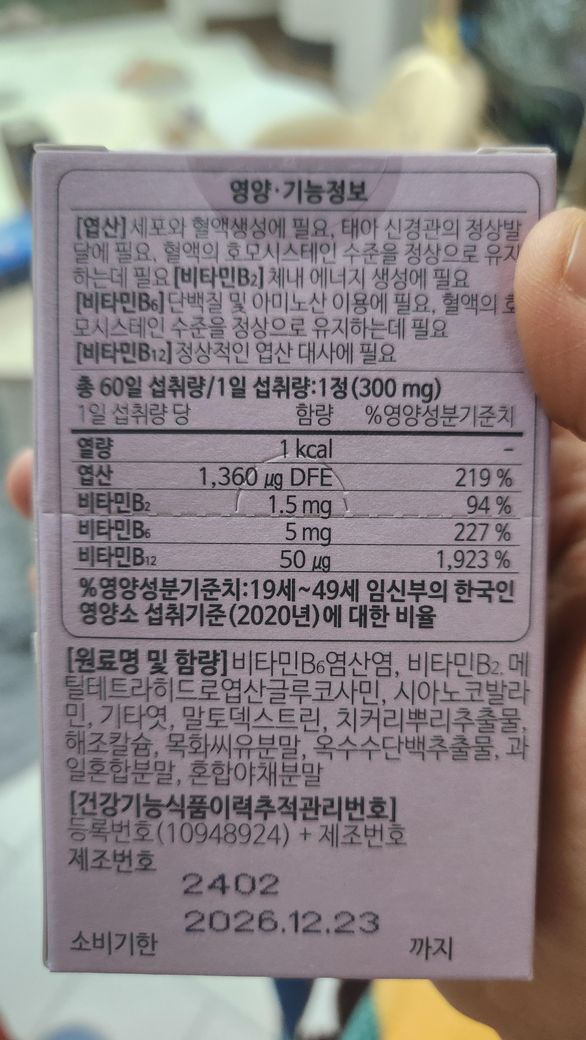 영양·기능정보
[엽산]세포와 혈액생성에 필요, 태아 신경관의 정상발
달에 필요, 혈액의 호모시스테인 수준을 정상으로 유지
하는데 필요 [비타민B2] 체내 에너지 생성에 필요
[비타민B6]단백질 및 아미노산 이용에 필요, 혈액의 호
모시스테인 수준을 정상으로 유지하는데 필요
[비타민B12] 정상적인 엽산 대사에 필요
총 60일 섭취량/1일 섭취량:1정(300 mg)
1일 섭취량 당 함량 %영양성분기준치
열량 1 kcal -
엽산 1,360 μg DFE 219 %
비타민B2 1.5 mg 94 %
비타민B6 5 mg 227 %
비타민B12 50 μg 1,923 %
%영양성분기준치:19세~49세 임신부의 한국인
영양소 섭취기준(2020년)에 대한 비율
[원료명 및 함량] 비타민B6염산염, 비타민B2, 메
틸테트라히드로엽산글루코사민, 시아노코발라
민, 기타엿, 말토덱스트린, 치커리뿌리추출물,
해조칼슘, 목화씨유분말, 옥수수단백추출물, 과
일혼합분말, 혼합야채분말
[건강기능식품이력추적관리번호]
등록번호(10948924) + 제조번호
제조번호
2402
2026.12.23
소비기한 까지